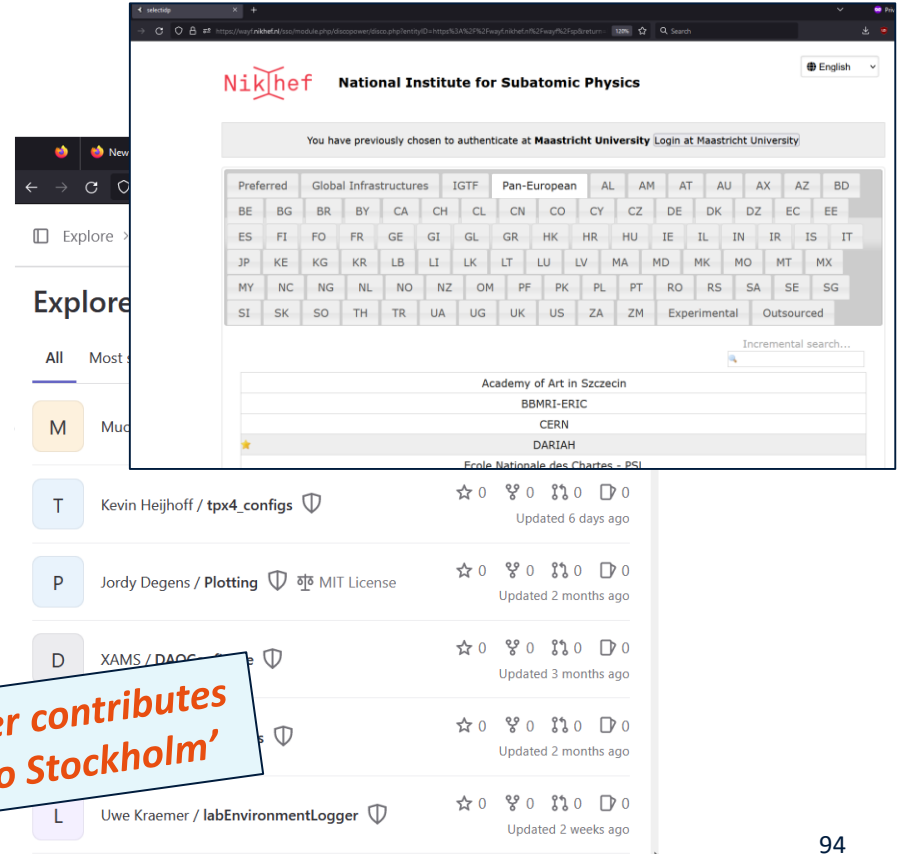 selectidp
https://wayf.nikhef.nl/sso/module.php/discopower/disco.php?entityID=https%3A%2F%2Fwayf.nikhef.nl%2Fwayf%2Fsp&return 120% Search
Nikhef National Institute for Subatomic Physics
English
You have previously chosen to authenticate at Maastricht University Login at Maastricht University
Preferred Global Infrastructures IGTF Pan-European AL AM AT AU AX AZ BD
BE BG BR BY CA CH CL CN CO CY CZ DE DK DZ EC EE
ES FI FO FR GE GI GL GR HK HR HU IE IL IN IR IS IT
JP KE KG KR LB LI LK LT LU LV MA MD MK MO MT MX
MY NC NG NL NO NZ OM PF PK PL PT RO RS SA SE SG
SI SK SO TH TR UA UG UK US ZA ZM Experimental Outsourced
Incremental search...
Academy of Art in Szczecin
BBMRI-ERIC
CERN
DARIAH
Ecole Nationale des Chartes - PSL
New
Explore >
Explore
All Most
M
T Kevin Heijhoff / tpx4_configs 0 0 0 0
Updated 6 days ago
P Jordy Degens / Plotting MIT License 0 0 0 0
Updated 2 months ago
D XAMS / 0 0 0 0
Updated 3 months ago
0 0 0 0
Updated 2 months ago
contributes
Stockholm’
L Uwe Kraemer / labEnvironmentLogger 0 0 0 0
Updated 2 weeks ago
94